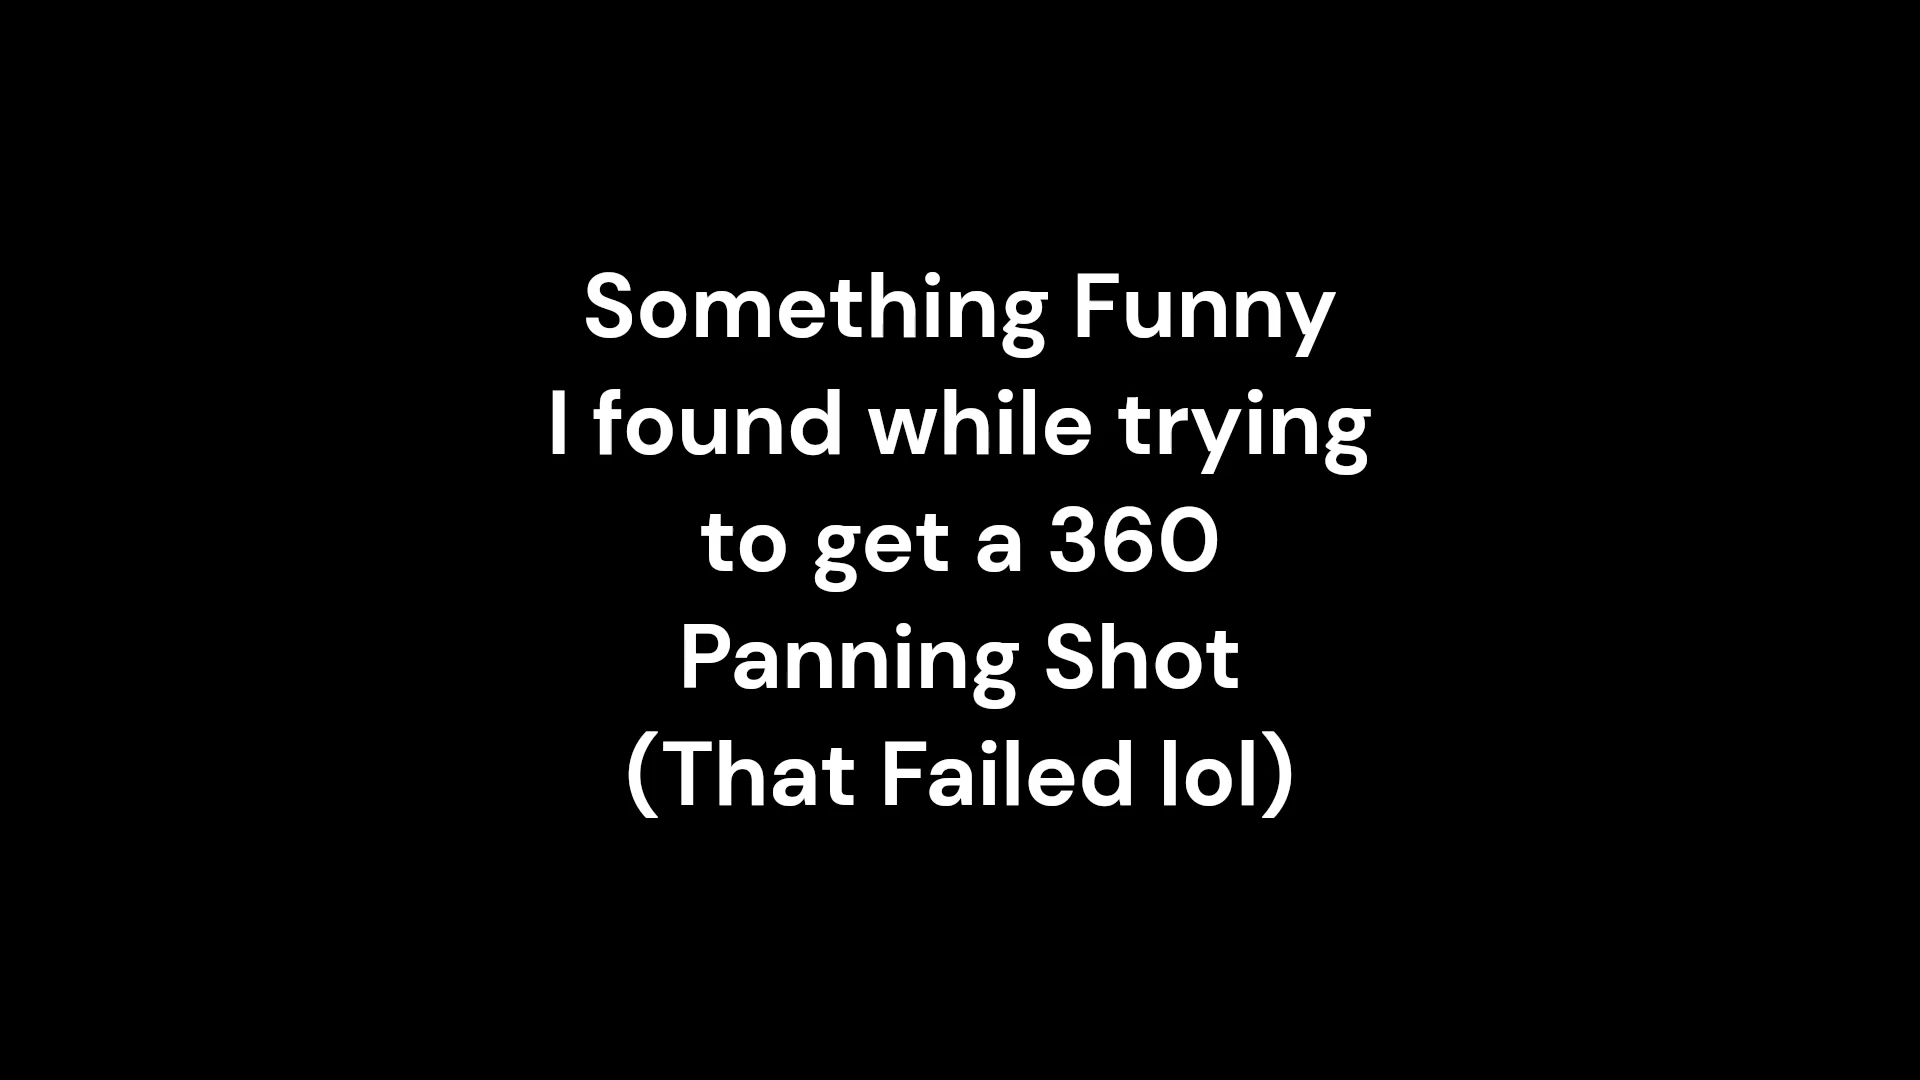 Something Funny
I found while trying
to get a 360
Panning Shot
(That Failed lol)